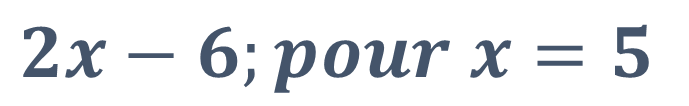 2x − 6; pour x = 5